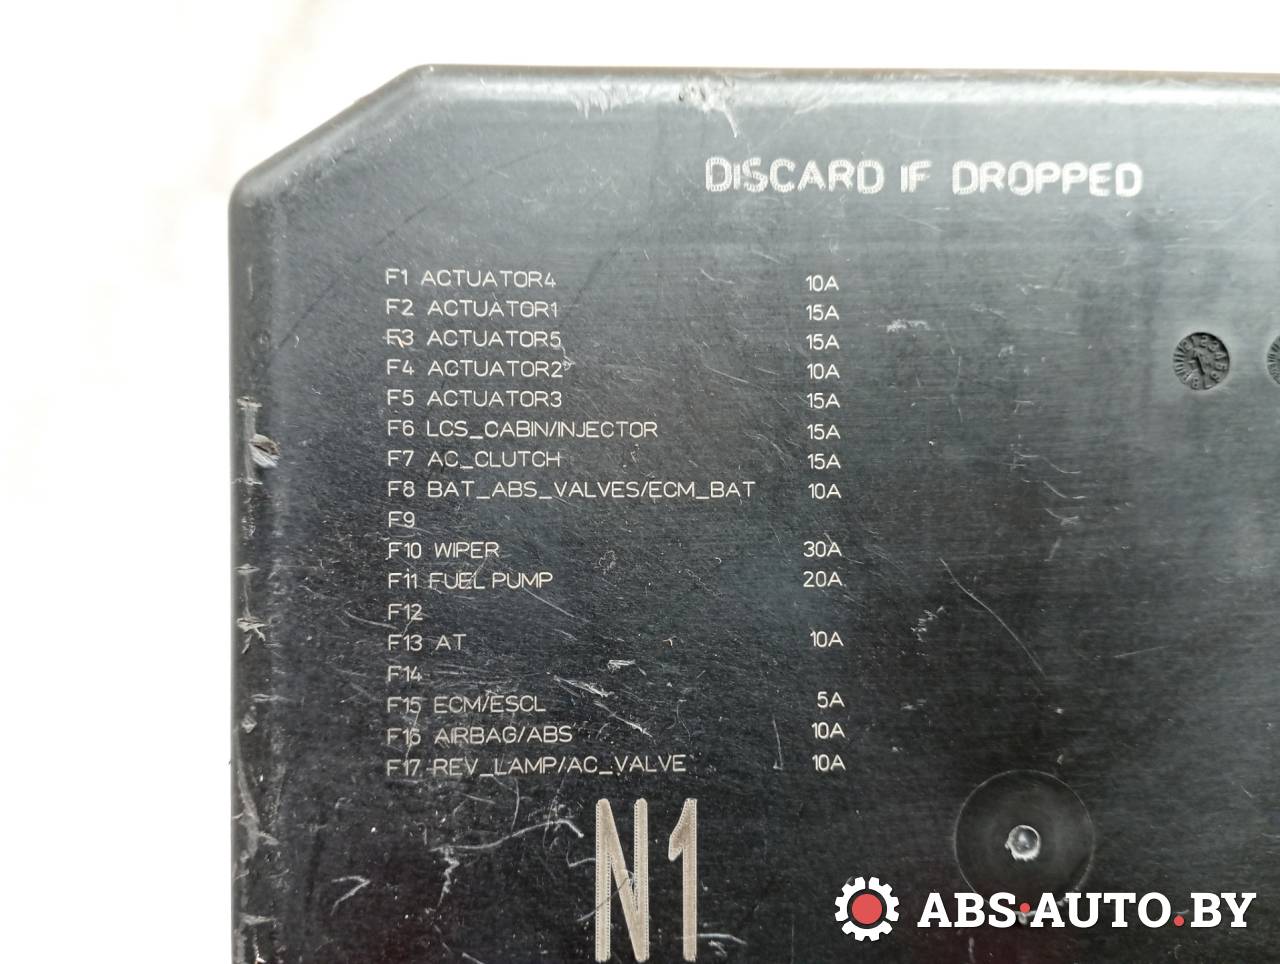 DISCARD IF DROPPED
F1 ACTUATOR4 10A
F2 ACTUATOR1 15A
F3 ACTUATOR5 15A
F4 ACTUATOR2 10A
F5 ACTUATOR3 15A
F6 LCS_CABIN/INJECTOR 15A
F7 AC_CLUTCH 15A
F8 BAT_ABS_VALVES/ECM_BAT 10A
F9
F10 WIPER 30A
F11 FUEL PUMP 20A
F12
F13 AT 10A
F14
F15 ECM/ESCL 5A
F16 AIRBAG/ABS 10A
F17 REV_LAMP/AC_VALVE 10A
N1
ABS·AUTO.BY